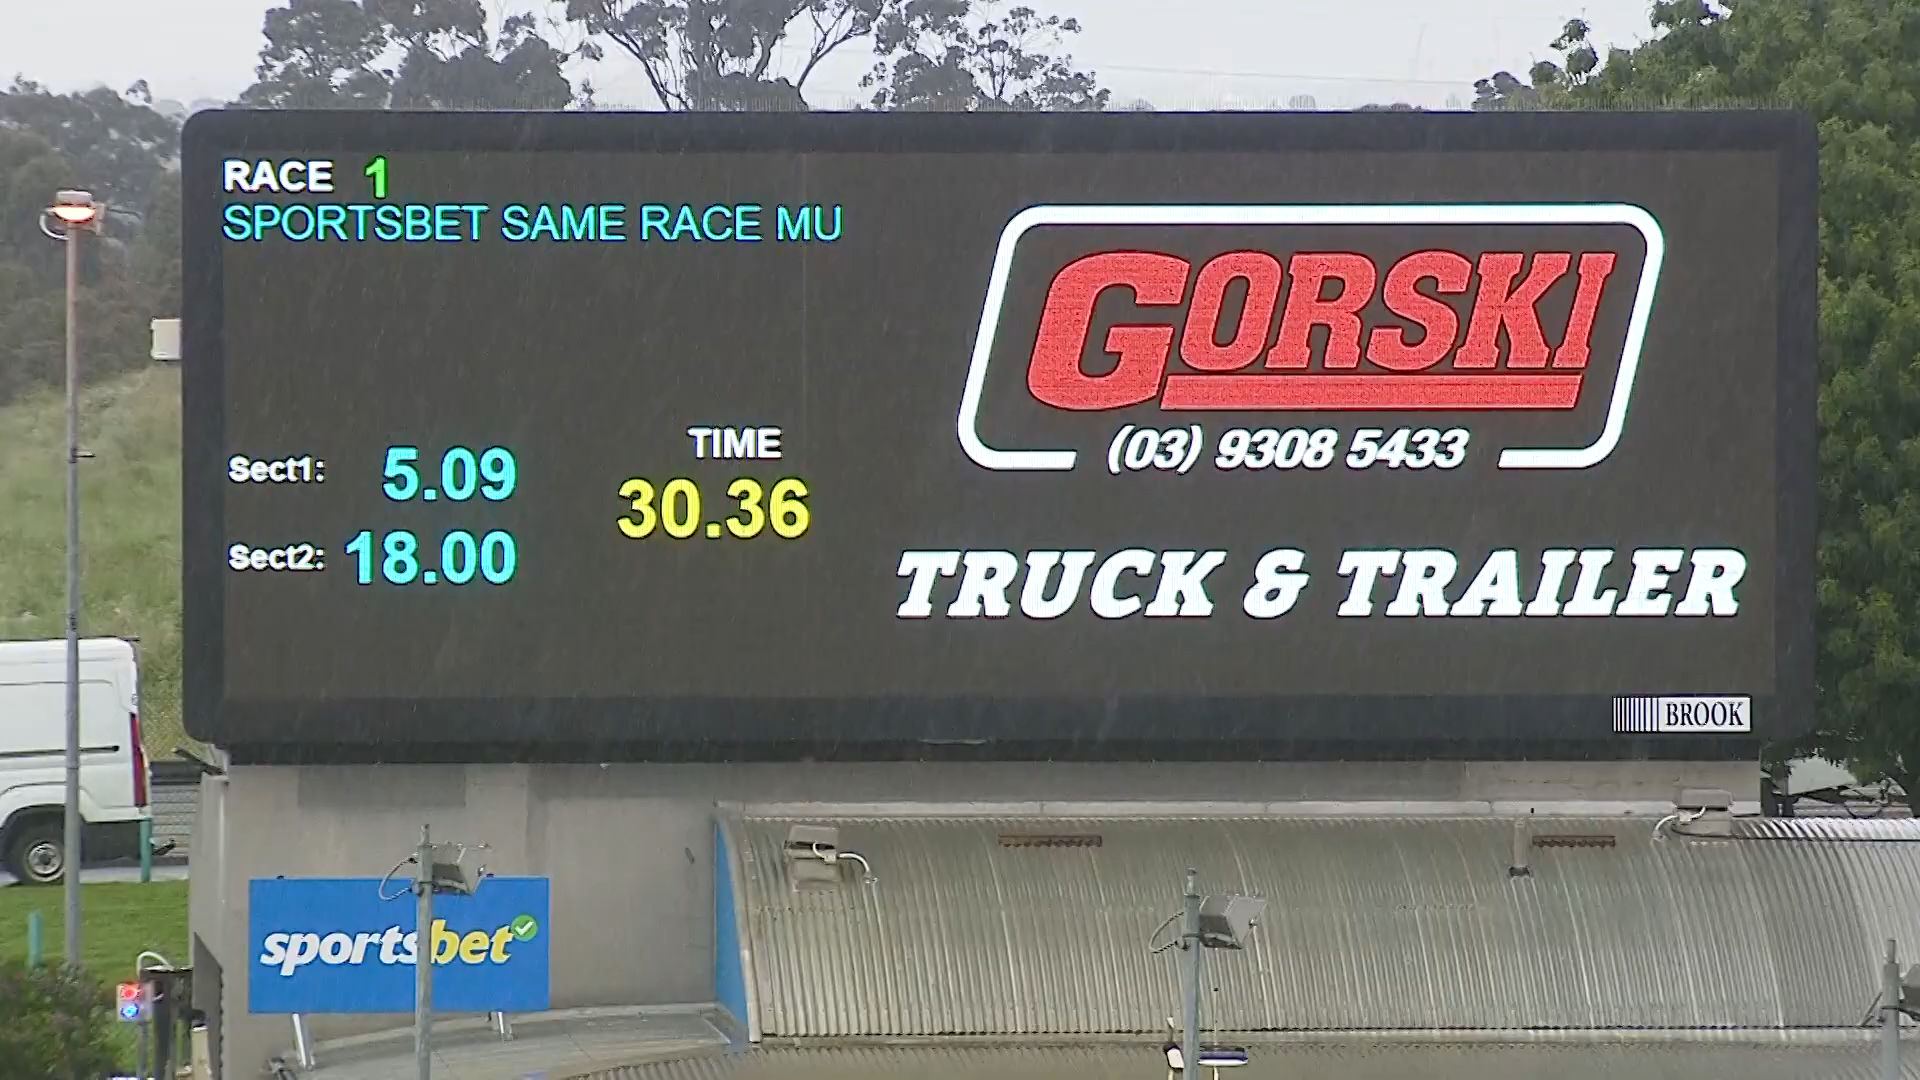 RACE 1
SPORTSBET SAME RACE MU
TIME
Sect1: 5.09
30.36
Sect2: 18.00
GORSKI
(03) 9308 5433
TRUCK & TRAILER
BROOK
sportsbet